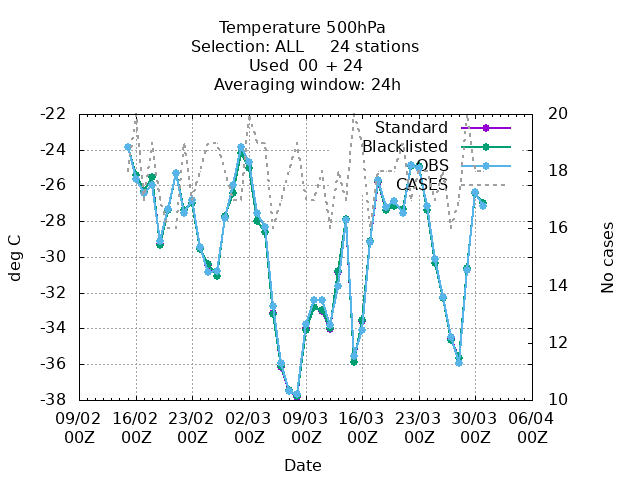 Temperature 500hPa
Selection: ALL 24 stations
Used 00 + 24
Averaging window: 24h
-22
-24
-26
-28
-30
-32
-34
-36
-38
deg C
20
18
16
14
12
10
No cases
Standard
Blacklisted
OBS
CASES
09/02 16/02 23/02 02/03 09/03 16/03 23/03 30/03 06/04
00Z 00Z 00Z 00Z 00Z 00Z 00Z 00Z 00Z
Date